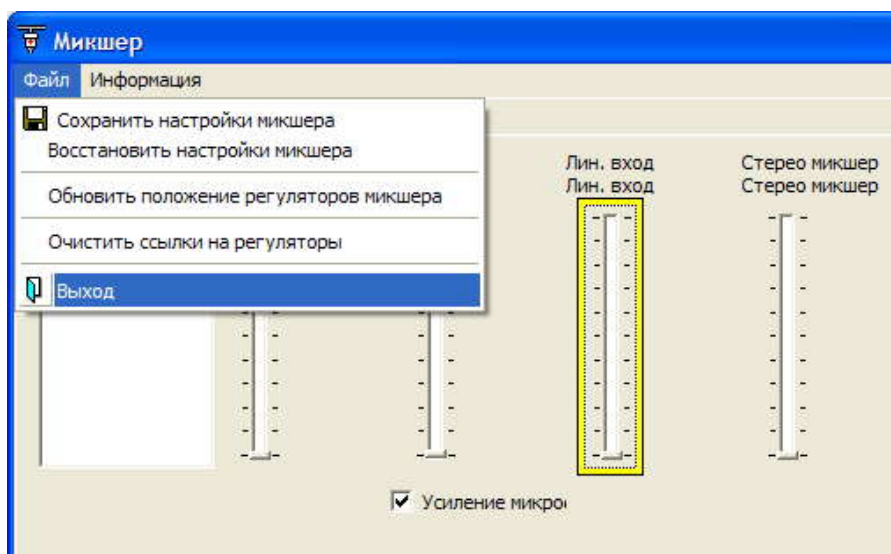 Микшер
Файл Информация
Сохранить настройки микшера
Восстановить настройки микшера
Обновить положение регуляторов микшера
Очистить ссылки на регуляторы
Выход
Лин. вход Стерео микшер
Лин. вход Стерео микшер
Усиление микро